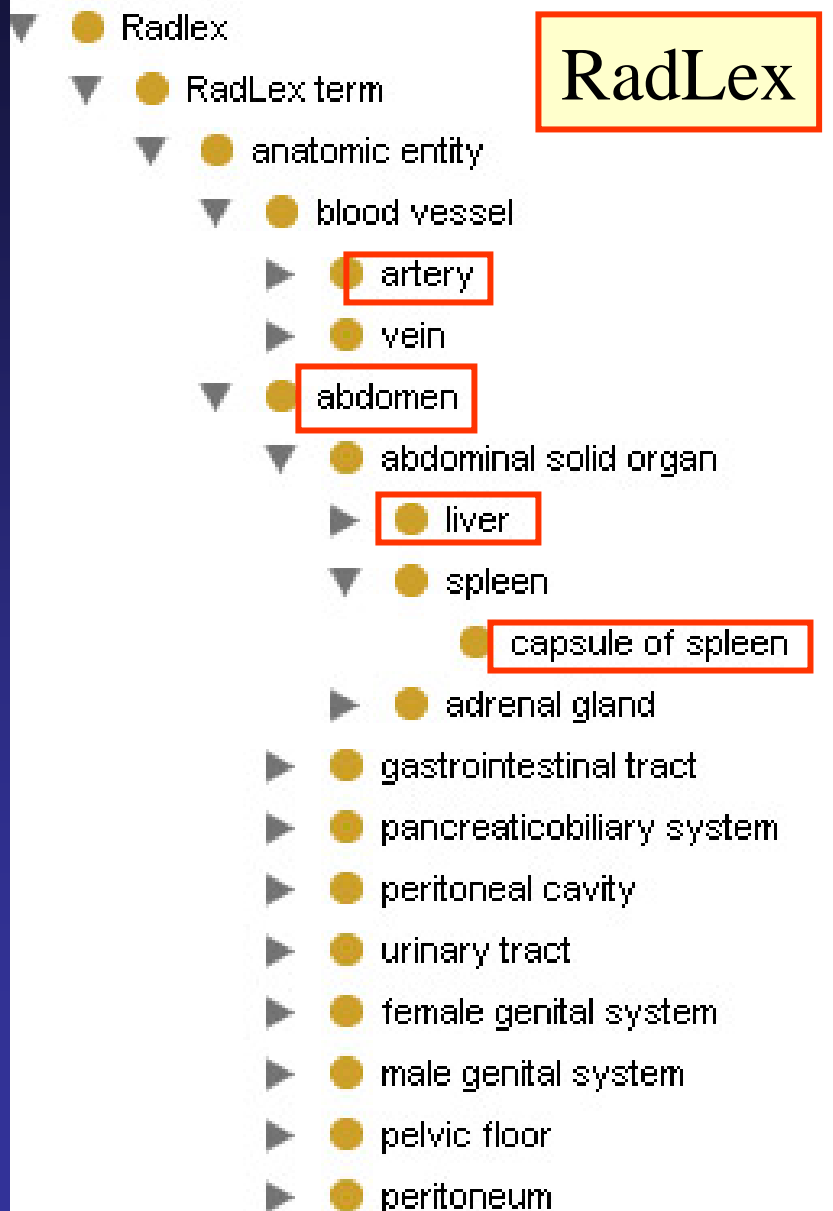 Radlex
RadLex
RadLex term
anatomic entity
blood vessel
artery
vein
abdomen
abdominal solid organ
liver
spleen
capsule of spleen
adrenal gland
gastrointestinal tract
pancreaticobiliary system
peritoneal cavity
urinary tract
female genital system
male genital system
pelvic floor
peritoneum